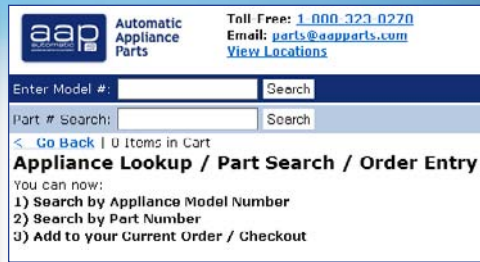 aap
automatic
Automatic
Appliance
Parts
Toll-Free: 1-000-323-0270
Email: parts@aapparts.com
View Locations
Enter Model #: Search
Part # Search: Search
< Go Back | 0 Items in Cart
Appliance Lookup / Part Search / Order Entry
You can now:
1) Search by Appliance Model Number
2) Search by Part Number
3) Add to your Current Order / Checkout